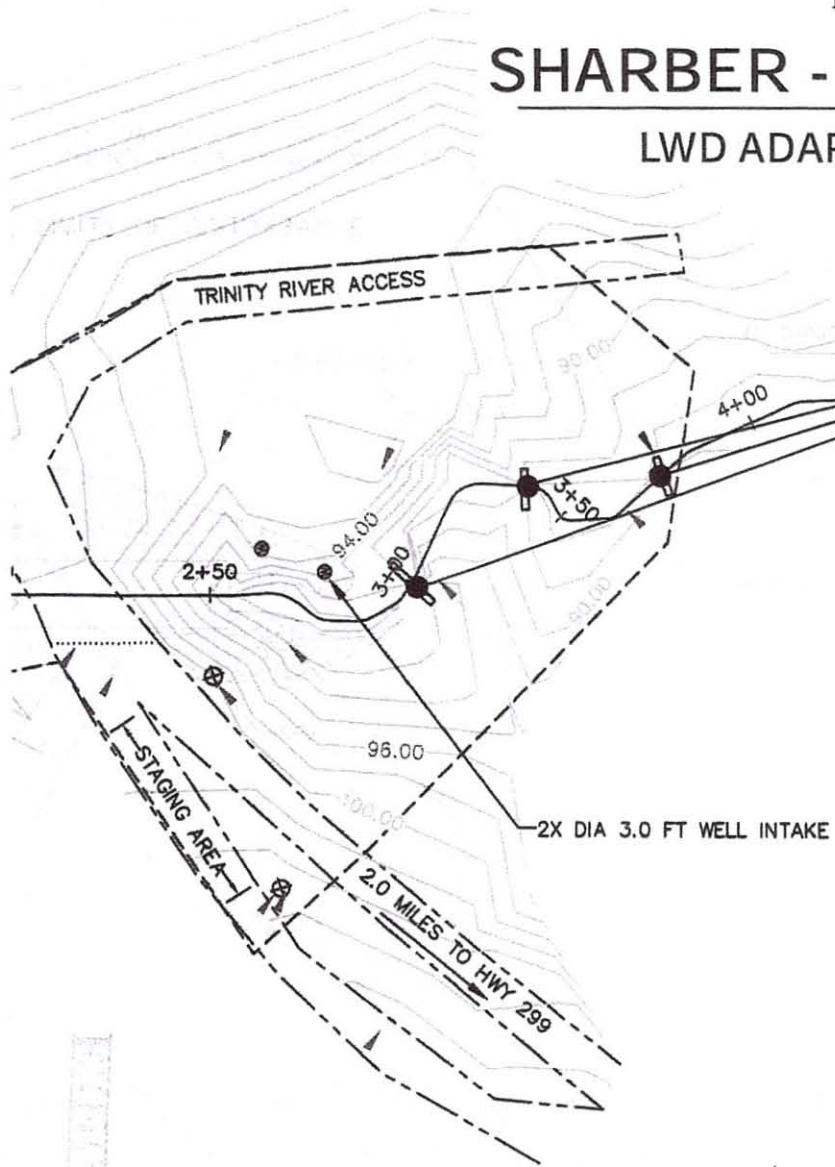 SHARBER -
LWD ADAP
TRINITY RIVER ACCESS
90.00
4+00
3+50
94.00
3+00
2+50
90.00
96.00
100.00
STAGING AREA
2X DIA 3.0 FT WELL INTAKE
2.0 MILES TO HWY 299